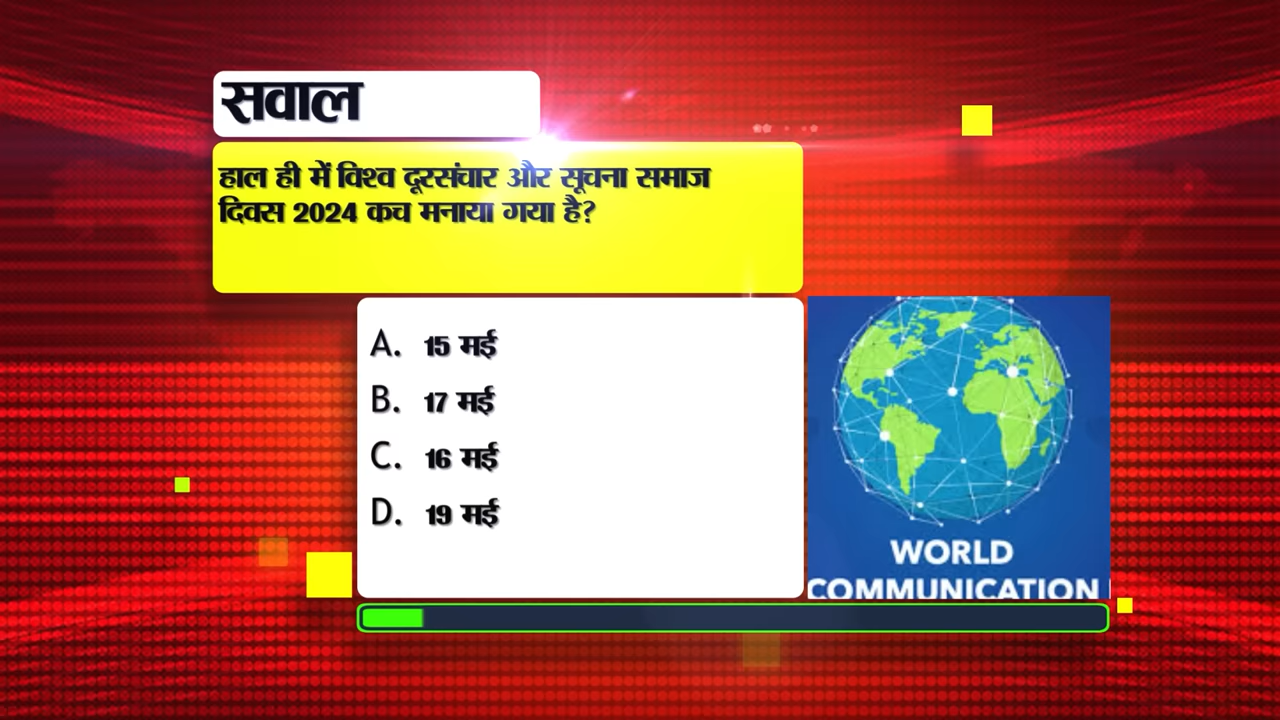 सवाल
हाल ही में विश्व दूरसंचार और सूचना समाज
दिवस 2024 कच मनाया गया है?
A. 15 मई
B. 17 मई
C. 16 मई
D. 19 मई
WORLD
COMMUNICATION